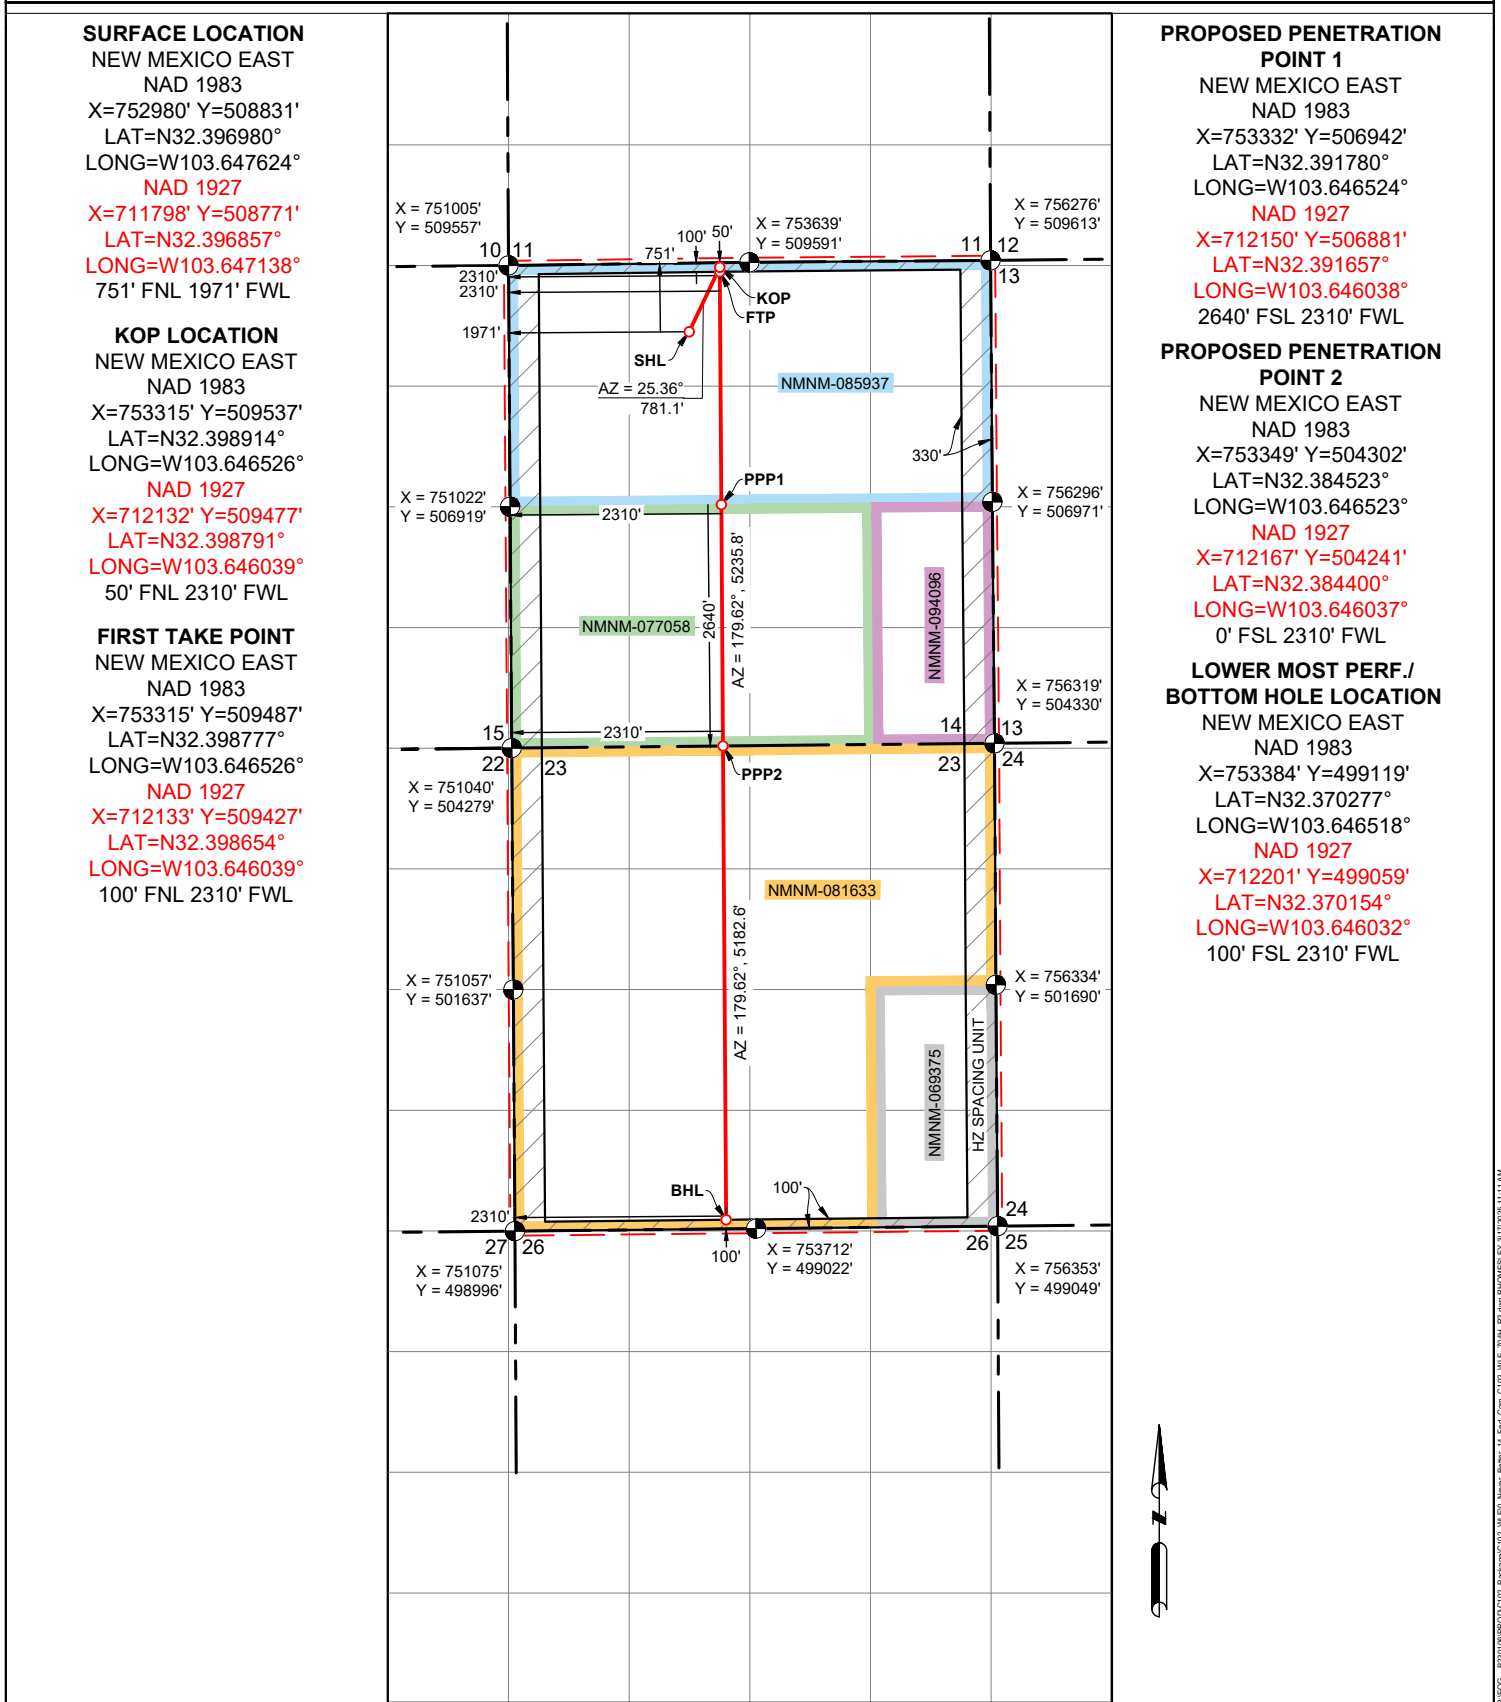 SURFACE LOCATION
NEW MEXICO EAST
NAD 1983
X=752980' Y=508831'
LAT=N32.396980°
LONG=W103.647624°
NAD 1927
X=711798' Y=508771'
LAT=N32.396857°
LONG=W103.647138°
751' FNL 1971' FWL
KOP LOCATION
NEW MEXICO EAST
NAD 1983
X=753315' Y=509537'
LAT=N32.398914°
LONG=W103.646526°
NAD 1927
X=712132' Y=509477'
LAT=N32.398791°
LONG=W103.646039°
50' FNL 2310' FWL
FIRST TAKE POINT
NEW MEXICO EAST
NAD 1983
X=753315' Y=509487'
LAT=N32.398777°
LONG=W103.646526°
NAD 1927
X=712133' Y=509427'
LAT=N32.398654°
LONG=W103.646039°
100' FNL 2310' FWL
X = 751005'
Y = 509557'
X = 753639'
Y = 509591'
X = 756276'
Y = 509613'
10 11
11 12
13
751'
100'
50'
2310'
2310'
1971'
KOP
FTP
SHL
AZ = 25.36°
781.1'
NMNM-085937
330'
X = 751022'
Y = 506919'
X = 756296'
Y = 506971'
PPP1
2310'
2640'
AZ = 179.62°, 5235.8'
NMNM-077058
NMNM-094096
X = 756319'
Y = 504330'
2310'
15
14
13
22
23
23
24
PPP2
X = 751040'
Y = 504279'
NMNM-081633
AZ = 179.62°, 5182.6'
X = 751057'
Y = 501637'
X = 756334'
Y = 501690'
HZ SPACING UNIT
NMNM-069375
BHL
100'
2310'
100'
27 26
24
26
25
X = 753712'
Y = 499022'
X = 751075'
Y = 498996'
X = 756353'
Y = 499049'
PROPOSED PENETRATION
POINT 1
NEW MEXICO EAST
NAD 1983
X=753332' Y=506942'
LAT=N32.391780°
LONG=W103.646524°
NAD 1927
X=712150' Y=506881'
LAT=N32.391657°
LONG=W103.646038°
2640' FSL 2310' FWL
PROPOSED PENETRATION
POINT 2
NEW MEXICO EAST
NAD 1983
X=753349' Y=504302'
LAT=N32.384523°
LONG=W103.646523°
NAD 1927
X=712167' Y=504241'
LAT=N32.384400°
LONG=W103.646037°
0' FSL 2310' FWL
LOWER MOST PERF./
BOTTOM HOLE LOCATION
NEW MEXICO EAST
NAD 1983
X=753384' Y=499119'
LAT=N32.370277°
LONG=W103.646518°
NAD 1927
X=712201' Y=499059'
LAT=N32.370154°
LONG=W103.646032°
100' FSL 2310' FWL